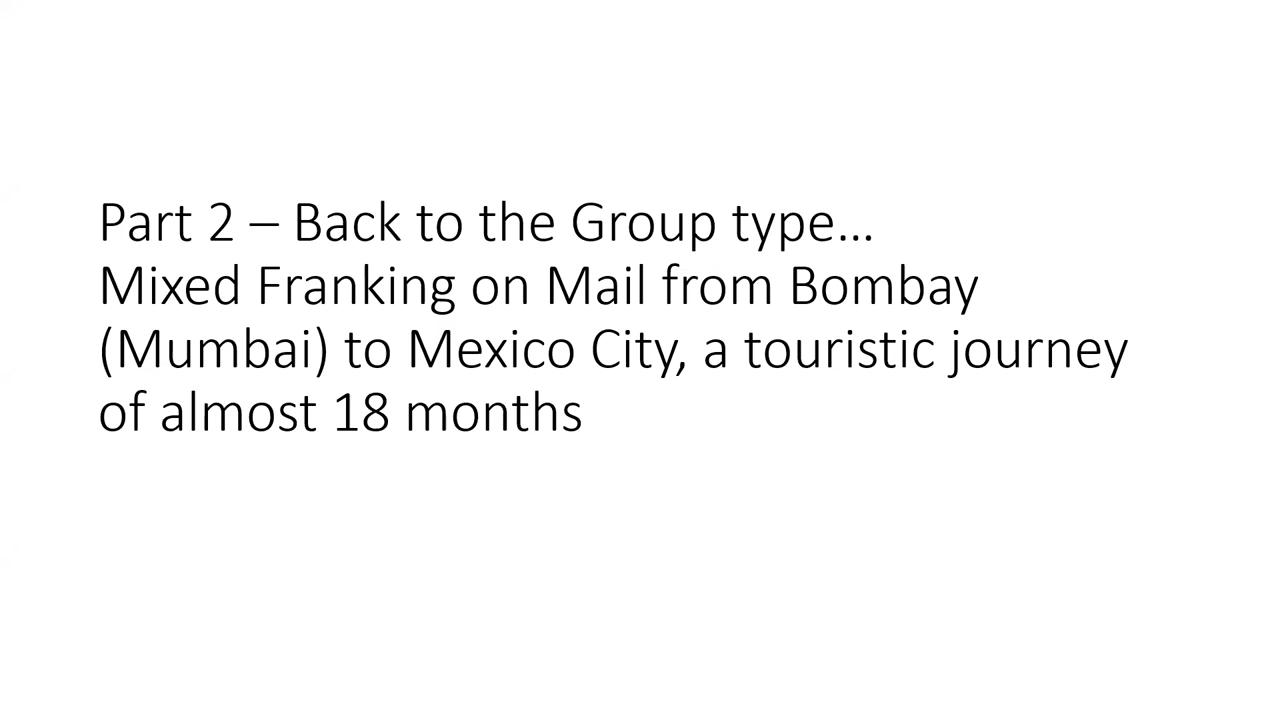 Part 2 – Back to the Group type...
Mixed Franking on Mail from Bombay
(Mumbai) to Mexico City, a touristic journey
of almost 18 months